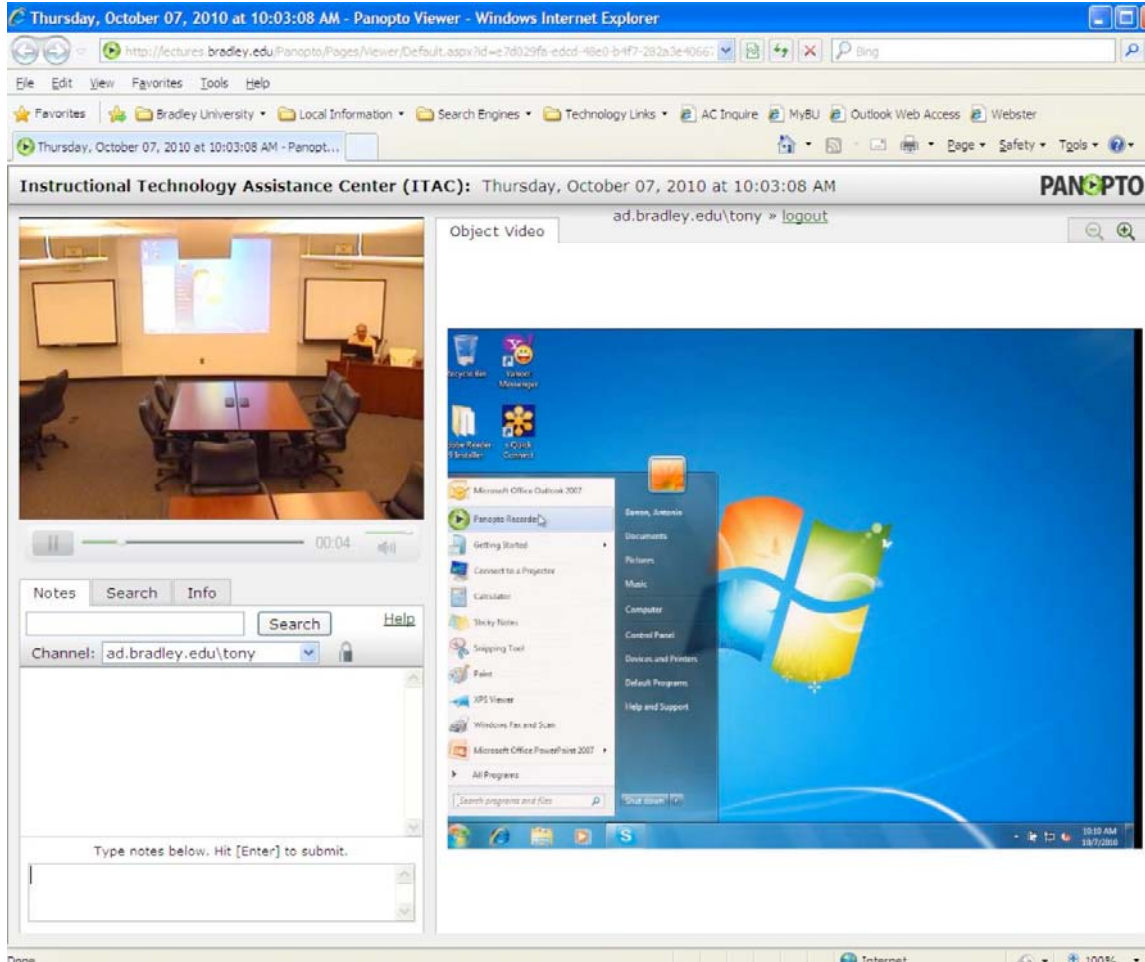 Thursday, October 07, 2010 at 10:03:08 AM - Panopto Viewer - Windows Internet Explorer
http://lectures.bradley.edu/Panopto/Pages/Viewer/Default.aspx?id= Bing
File Edit View Favorites Tools Help
Favorites Bradley University Local Information Search Engines Technology Links AC Inquire MyBU Outlook Web Access Webster
Thursday, October 07, 2010 at 10:03:08 AM - Panopt... Page Safety Tools
Instructional Technology Assistance Center (ITAC): Thursday, October 07, 2010 at 10:03:08 AM PANOPTO
ad.bradley.edu\tony » logout
Object Video
Recycle Bin Yahoo! Messenger
Adobe Reader 9 Installer Quick Connect
Microsoft Office Outlook 2007
Panopto Recorder
Getting Started
Connect to a Projector
Calculator
Sticky Notes
Snipping Tool
Paint
XPS Viewer
Windows Fax and Scan
Microsoft Office PowerPoint 2007
All Programs
Search programs and files
Antonio
Documents
Pictures
Music
Computer
Control Panel
Devices and Printers
Default Programs
Help and Support
Shut down
S
10:10 AM
10/7/2010
00:04
Notes Search Info
Search Help
Channel: ad.bradley.edu\tony
Type notes below. Hit [Enter] to submit.
Done Internet 100%